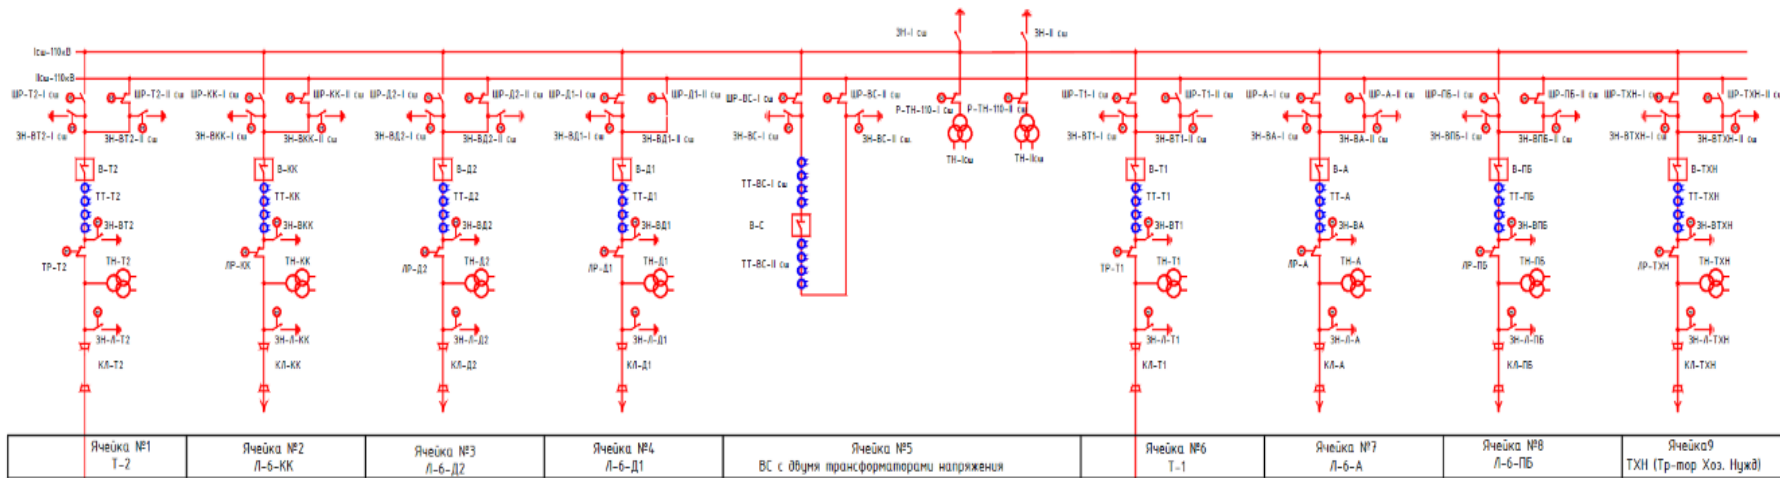 ЗН-I сш
ЗН-II сш
Iсш-110кВ
IIсш-110кВ
ШР-Т2-I сш
ШР-Т2-II сш
ШР-КК-I сш
ШР-КК-II сш
ШР-Д2-I сш
ШР-Д2-II сш
ШР-Д1-I сш
ШР-Д1-II сш
ШР-ВС-I сш
ШР-ВС-II сш
Р-ТН-110-I сш
Р-ТН-110-II сш
ШР-Т1-I сш
ШР-Т1-II сш
ШР-А-I сш
ШР-А-II сш
ШР-ПБ-I сш
ШР-ПБ-II сш
ШР-ТХН-I сш
ШР-ТХН-II сш
ЗН-ВТ2-I сш
ЗН-ВТ2-II сш
ЗН-ВКК-I сш
ЗН-ВКК-II сш
ЗН-ВД2-I сш
ЗН-ВД2-II сш
ЗН-ВД1-I сш
ЗН-ВД1-II сш
ЗН-ВС-I сш
ЗН-ВС-II сш
ЗН-ВТ1-I сш
ЗН-ВТ1-II сш
ЗН-ВА-I сш
ЗН-ВА-II сш
ЗН-ВПБ-I сш
ЗН-ВПБ-II сш
ЗН-ВТХН-I сш
ЗН-ВТХН-II сш
ТН-Iсш
ТН-IIсш
В-Т2
В-КК
В-Д2
В-Д1
ТТ-ВС-I сш
В-Т1
В-А
В-ПБ
В-ТХН
ТТ-Т2
ТТ-КК
ТТ-Д2
ТТ-Д1
ТТ-Т1
ТТ-А
ТТ-ПБ
ТТ-ТХН
ЗН-ВТ2
ЗН-ВКК
ЗН-ВД2
ЗН-ВД1
В-С
ЗН-ВТ1
ЗН-ВА
ЗН-ВПБ
ЗН-ВТХН
ТР-Т2
ТН-Т2
ЛР-КК
ТН-КК
ЛР-Д2
ТН-Д2
ЛР-Д1
ТН-Д1
ТТ-ВС-II сш
ТР-Т1
ТН-Т1
ЛР-А
ТН-А
ЛР-ПБ
ТН-ПБ
ЛР-ТХН
ТН-ТХН
ЗН-Л-Т2
ЗН-Л-КК
ЗН-Л-Д2
ЗН-Л-Д1
ЗН-Л-Т1
ЗН-Л-А
ЗН-Л-ПБ
ЗН-Л-ТХН
КЛ-Т2
КЛ-КК
КЛ-Д2
КЛ-Д1
КЛ-Т1
КЛ-А
КЛ-ПБ
КЛ-ТХН
Ячейка №1
Т-2
Ячейка №2
Л-6-КК
Ячейка №3
Л-6-Д2
Ячейка №4
Л-6-Д1
Ячейка №5
ВС с двумя трансформаторами напряжения
Ячейка №6
Т-1
Ячейка №7
Л-6-А
Ячейка №8
Л-6-ПБ
Ячейка9
ТХН (Тр-тор Хоз. Нужд)